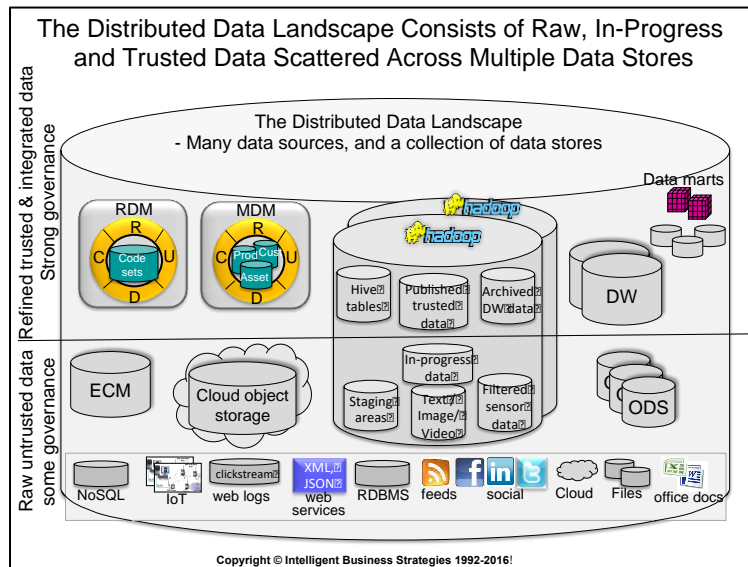 The Distributed Data Landscape Consists of Raw, In-Progress
and Trusted Data Scattered Across Multiple Data Stores
The Distributed Data Landscape
- Many data sources, and a collection of data stores
Refined trusted & integrated data
Strong governance
RDM
R
C
U
D
Code
sets
MDM
R
C
U
D
Prod
Cust
Asset
hadoop
hadoop
Hive
tables
Published
trusted
data
Archived
DW data
Data marts
DW
Raw untrusted data
some governance
ECM
Cloud object
storage
In-progress
data
Staging
areas
Text /
Image/
Video
Filtered
sensor
data
ODS
NoSQL
IoT
clickstream
web logs
XML,
JSON
web
services
RDBMS
feeds
f
in
social
Cloud
Files
office docs
Copyright © Intelligent Business Strategies 1992-2016!